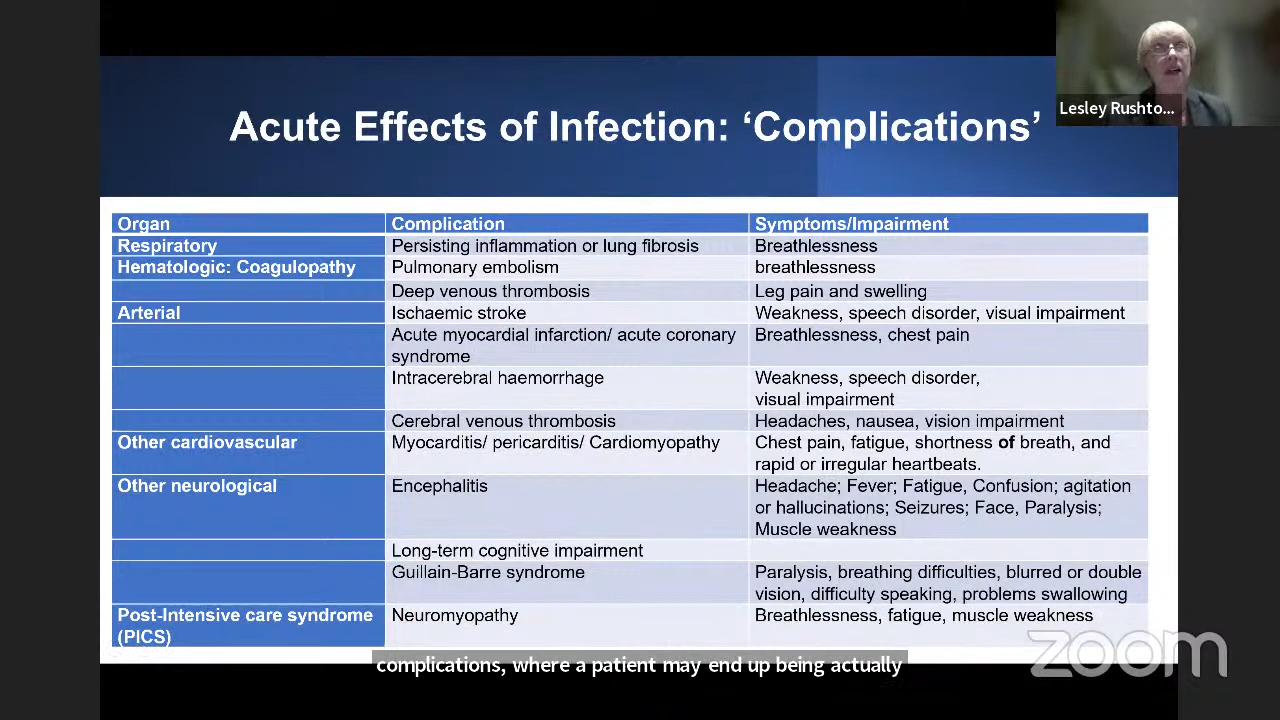 Lesley Rushto...
Acute Effects of Infection: ‘Complications’
Organ Complication Symptoms/Impairment
Respiratory Persisting inflammation or lung fibrosis Breathlessness
Hematologic: Coagulopathy Pulmonary embolism breathlessness
Deep venous thrombosis Leg pain and swelling
Arterial Ischaemic stroke Weakness, speech disorder, visual impairment
Acute myocardial infarction/ acute coronary Breathlessness, chest pain
syndrome
Intracerebral haemorrhage Weakness, speech disorder,
visual impairment
Cerebral venous thrombosis Headaches, nausea, vision impairment
Other cardiovascular Myocarditis/ pericarditis/ Cardiomyopathy Chest pain, fatigue, shortness of breath, and
rapid or irregular heartbeats.
Other neurological Encephalitis Headache; Fever; Fatigue, Confusion; agitation
or hallucinations; Seizures; Face, Paralysis;
Muscle weakness
Long-term cognitive impairment
Guillain-Barre syndrome Paralysis, breathing difficulties, blurred or double
vision, difficulty speaking, problems swallowing
Post-Intensive care syndrome Neuromyopathy Breathlessness, fatigue, muscle weakness
(PICS)
zoom
complications, where a patient may end up being actually